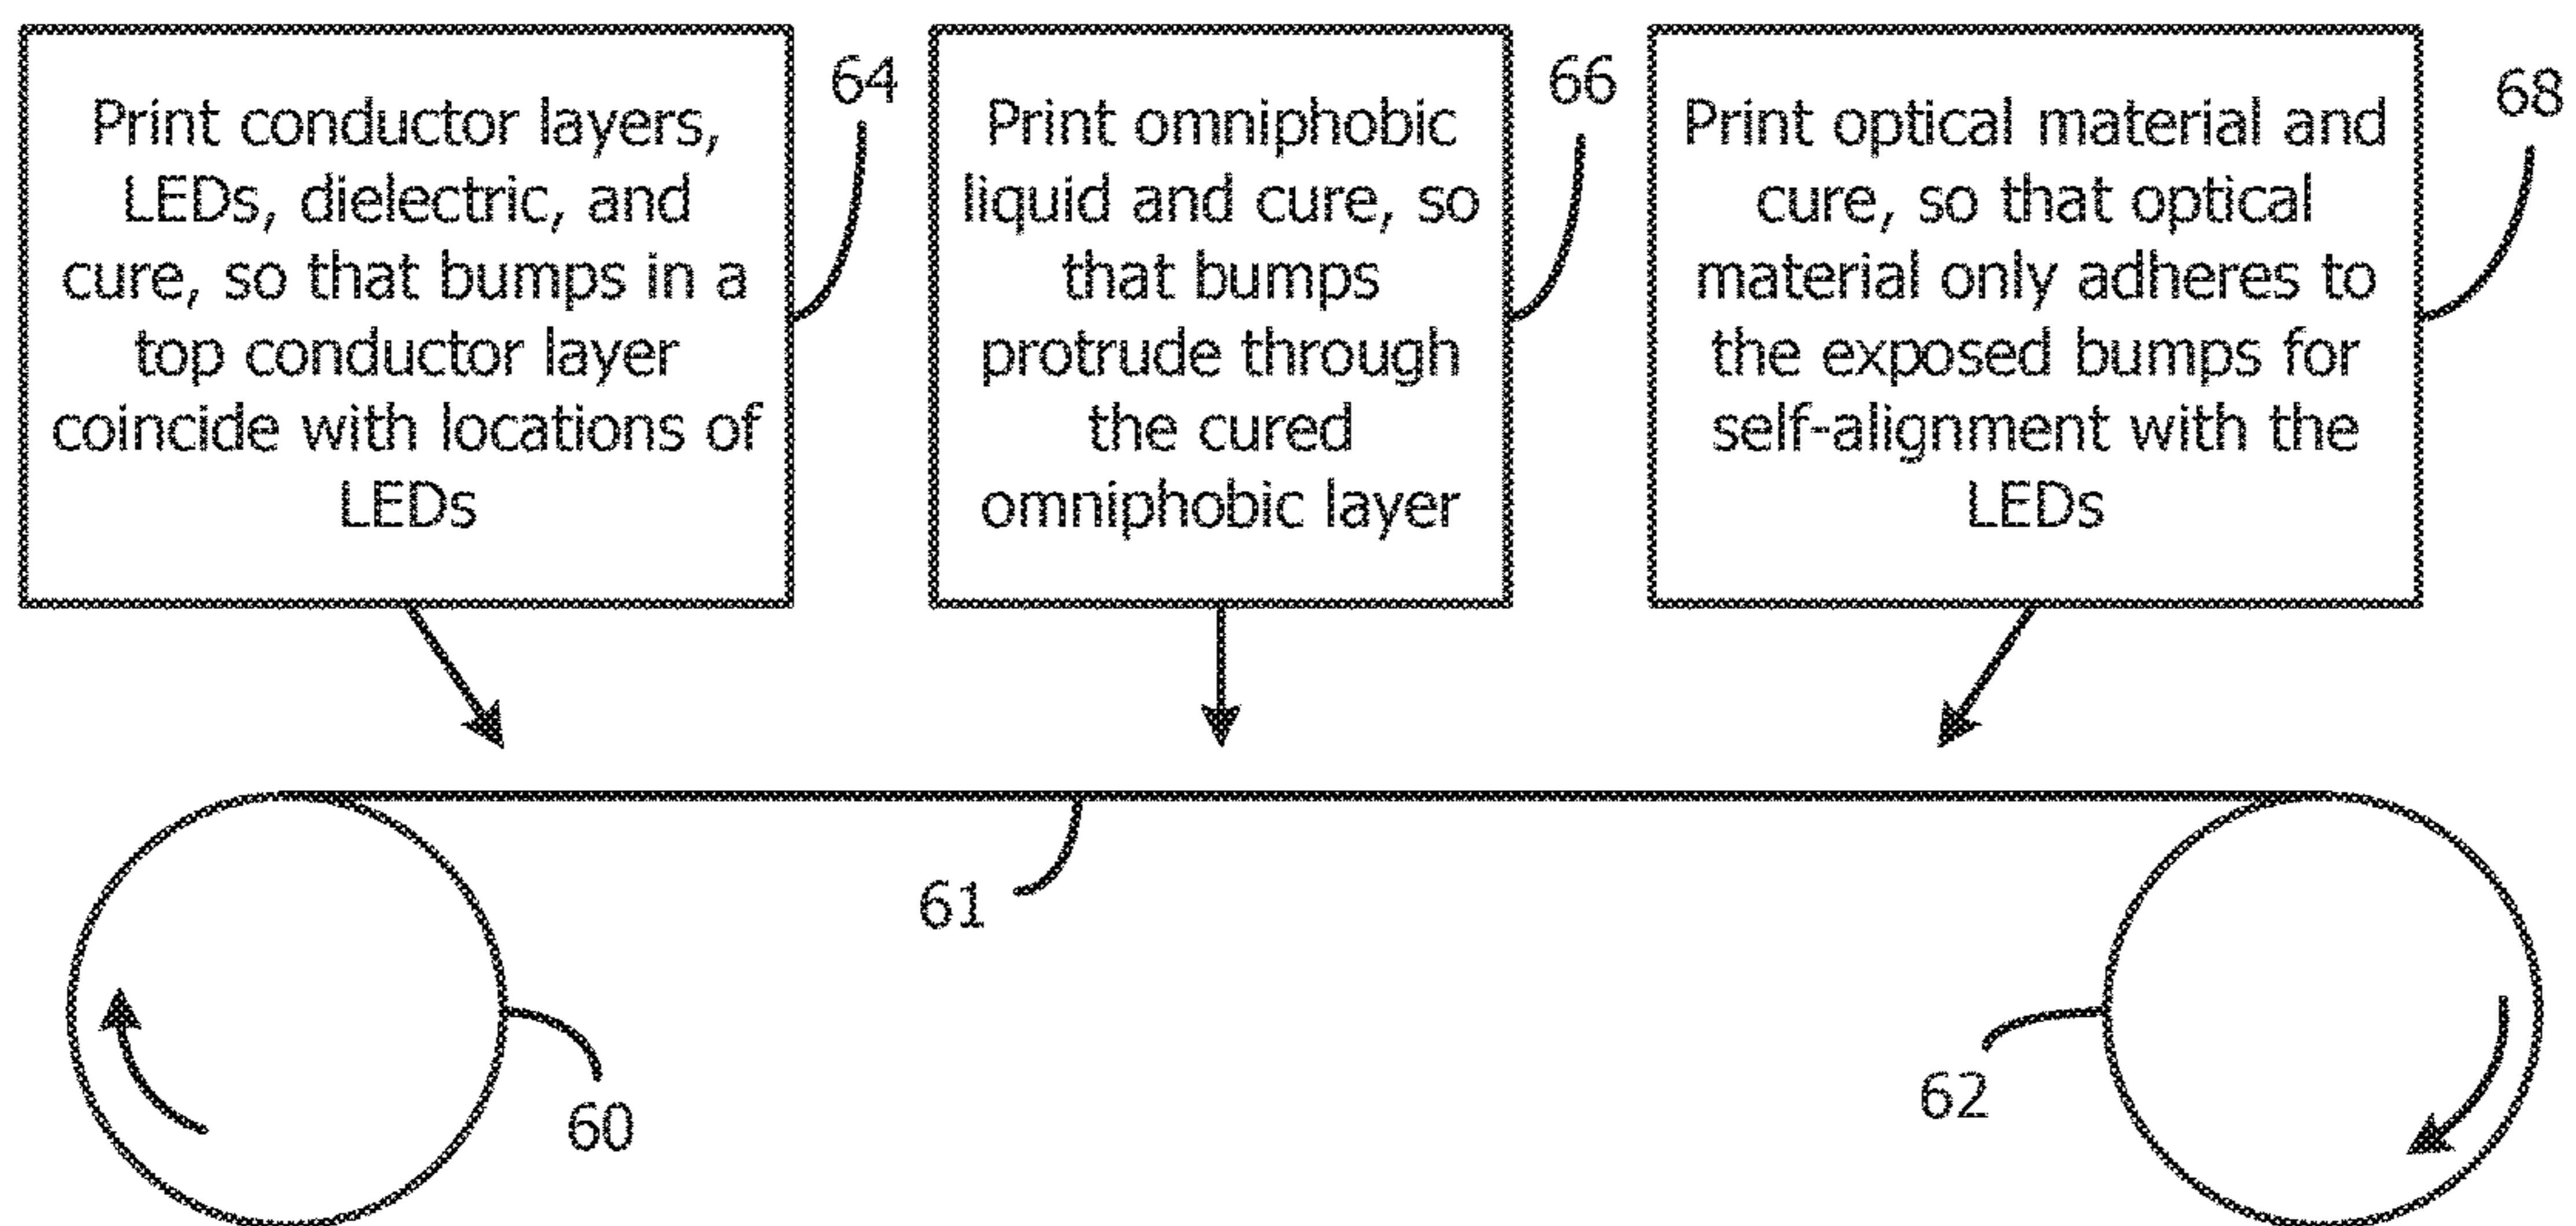 Print conductor layers,
LEDs, dielectric, and
cure, so that bumps in a
top conductor layer
coincide with locations of
LEDs
64
Print omniphobic
liquid and cure, so
that bumps
protrude through
the cured
omniphobic layer
66
Print optical material and
cure, so that optical
material only adheres to
the exposed bumps for
self-alignment with the
LEDs
68
61
60
62